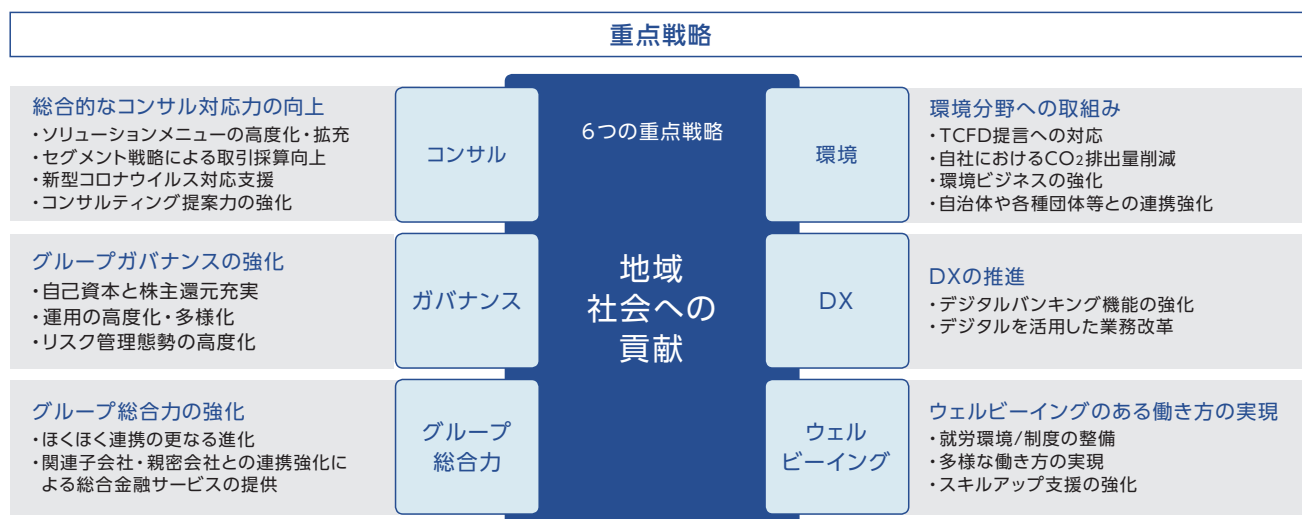 重点戦略
6つの重点戦略
地域
社会への
貢献
総合的なコンサル対応力の向上
・ソリューションメニューの高度化・拡充
・セグメント戦略による取引採算向上
・新型コロナウイルス対応支援
・コンサルティング提案力の強化
コンサル
グループガバナンスの強化
・自己資本と株主還元充実
・運用の高度化・多様化
・リスク管理態勢の高度化
ガバナンス
グループ総合力の強化
・ほくほく連携の更なる進化
・関連子会社・親密会社との連携強化に
よる総合金融サービスの提供
グループ
総合力
環境
環境分野への取組み
・TCFD提言への対応
・自社におけるCO₂排出量削減
・環境ビジネスの強化
・自治体や各種団体等との連携強化
DX
DXの推進
・デジタルバンキング機能の強化
・デジタルを活用した業務改革
ウェル
ビーイング
ウェルビーイングのある働き方の実現
・就労環境/制度の整備
・多様な働き方の実現
・スキルアップ支援の強化